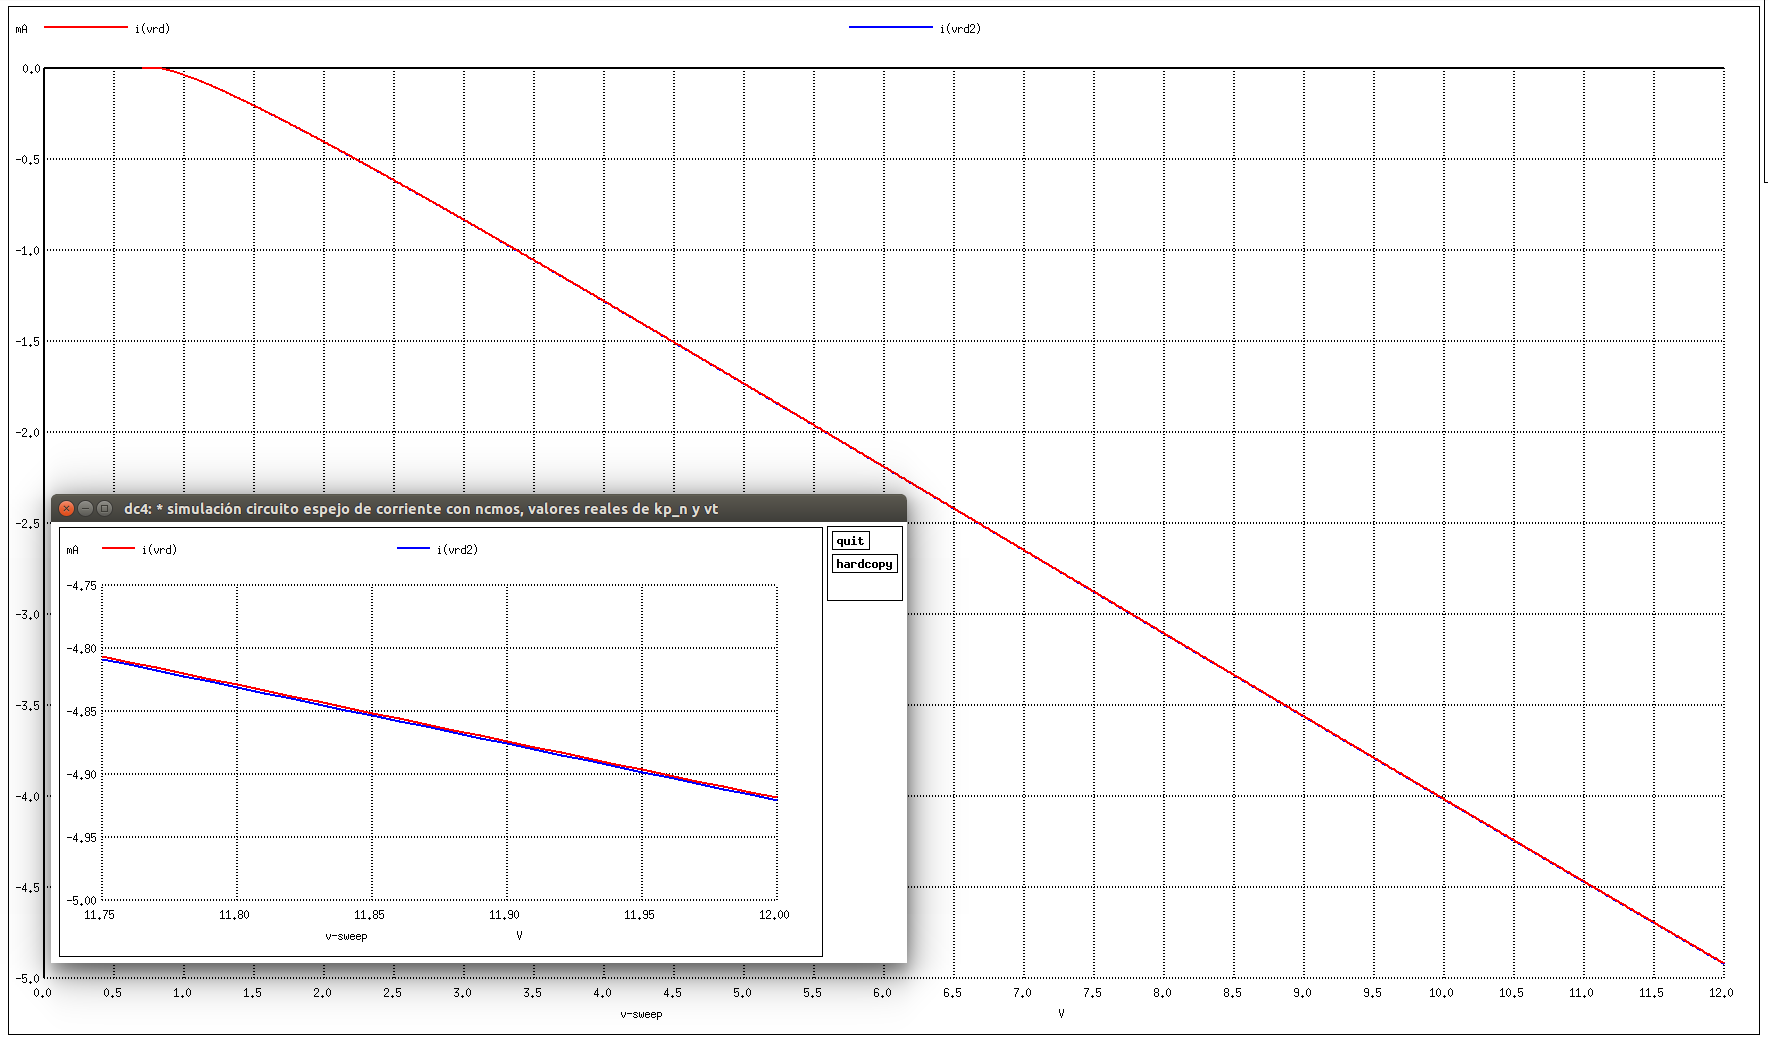 mA i(vrd) i(vrd2)
0.0
-0.5
-1.0
-1.5
-2.0
-2.5
-3.0
-3.5
-4.0
-4.5
-5.0
0.0 0.5 1.0 1.5 2.0 2.5 3.0 3.5 4.0 4.5 5.0 5.5 6.0 6.5 7.0 7.5 8.0 8.5 9.0 9.5 10.0 10.5 11.0 11.5 12.0
v-sweep V
dc4: * simulación circuito espejo de corriente con ncmos, valores reales de kp_n y vt
mA i(vrd) i(vrd2)
quit
hardcopy
-4.75
-4.80
-4.85
-4.90
-4.95
-5.00
11.75 11.80 11.85 11.90 11.95 12.00
v-sweep V